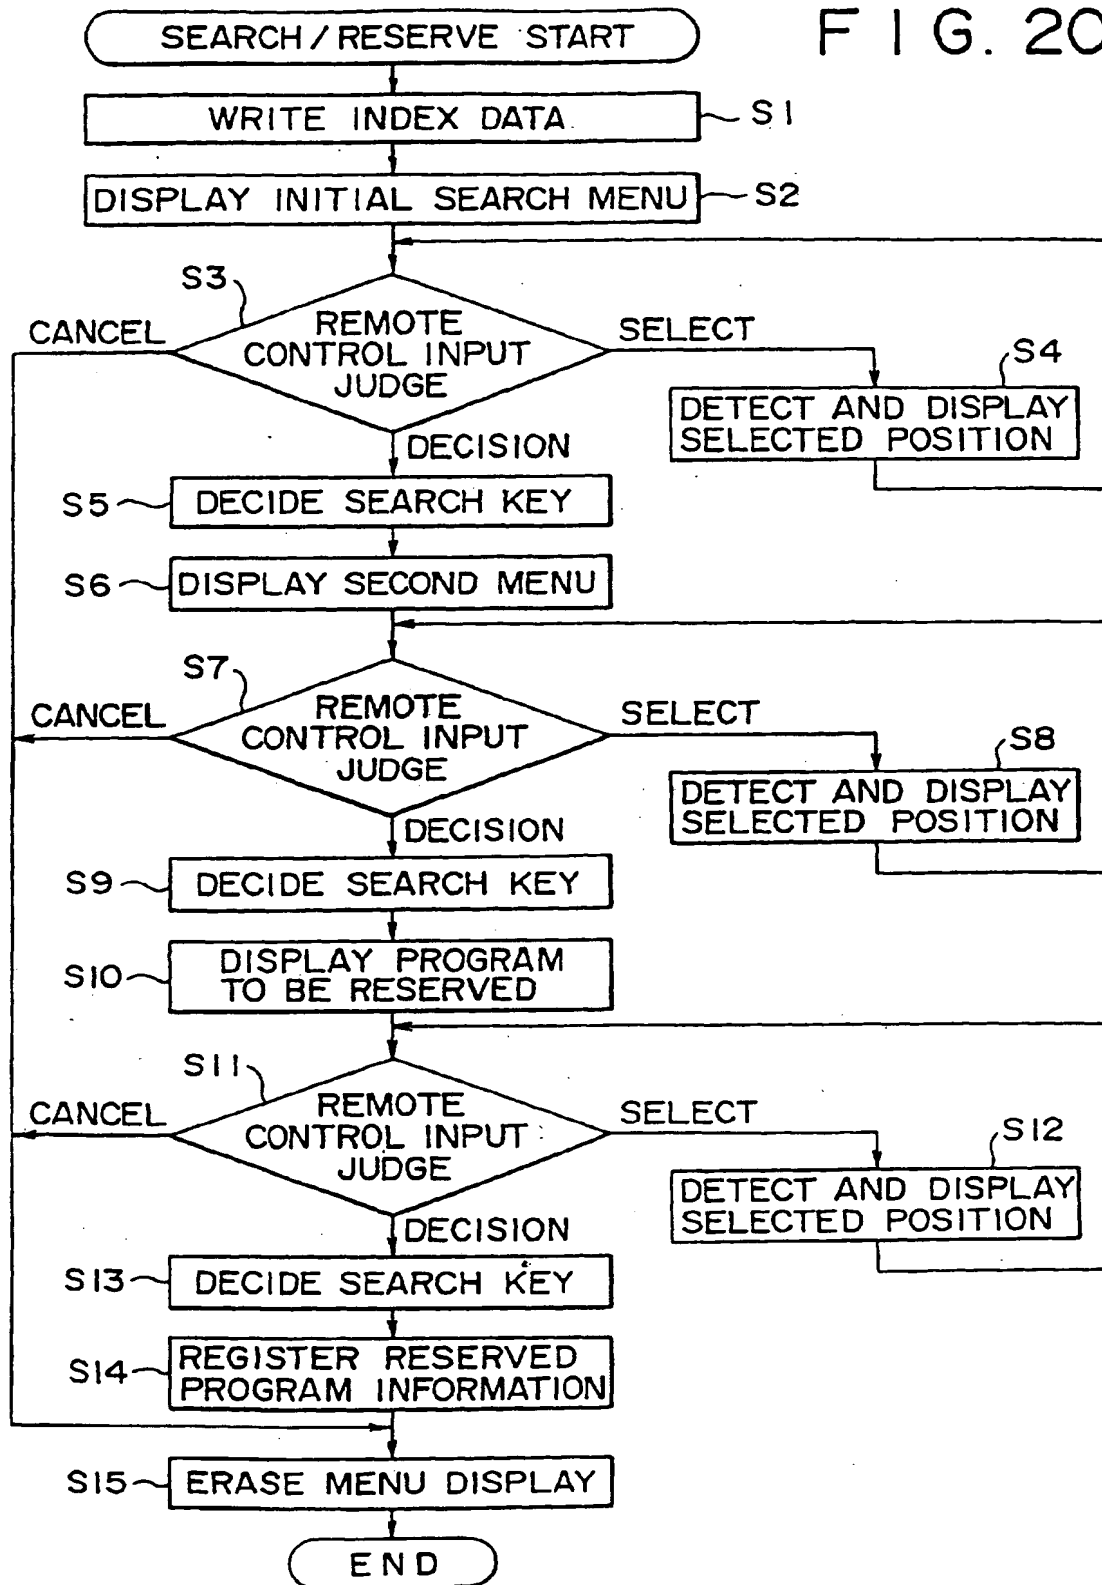 FIG. 20
SEARCH/RESERVE START
WRITE INDEX DATA
S1
DISPLAY INITIAL SEARCH MENU
S2
S3
CANCEL
REMOTE
CONTROL INPUT
JUDGE
SELECT
S4
DETECT AND DISPLAY
SELECTED POSITION
DECISION
S5
DECIDE SEARCH KEY
S6
DISPLAY SECOND MENU
S7
CANCEL
REMOTE
CONTROL INPUT
JUDGE
SELECT
S8
DETECT AND DISPLAY
SELECTED POSITION
DECISION
S9
DECIDE SEARCH KEY
S10
DISPLAY PROGRAM
TO BE RESERVED
S11
CANCEL
REMOTE
CONTROL INPUT
JUDGE
SELECT
S12
DETECT AND DISPLAY
SELECTED POSITION
DECISION
S13
DECIDE SEARCH KEY
S14
REGISTER RESERVED
PROGRAM INFORMATION
S15
ERASE MENU DISPLAY
END